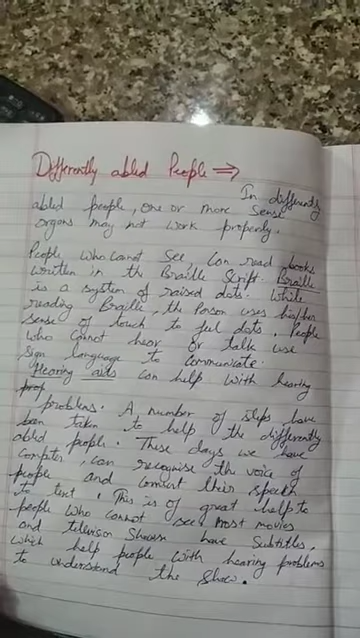 Differently abled People ⇒
In differently
abled people, one or more sense
organs may not work properly.
People who cannot see, can read books
written in the Braille Script. Braille
is a system of raised dots. While
reading Braille, the Person uses his/her
sense of touch to feel dots. People
who cannot hear or talk use
sign language to communicate.
Hearing aids can help with hearing
prop
problems. A number of steps have
been taken to help the differently
abled people. These days we have
computer, can recognise the voice of
people and convert their speech
to text. This is of great help to
people who cannot see. Most movies
and television shows have subtitles,
which help people with hearing problems
to understand the show.